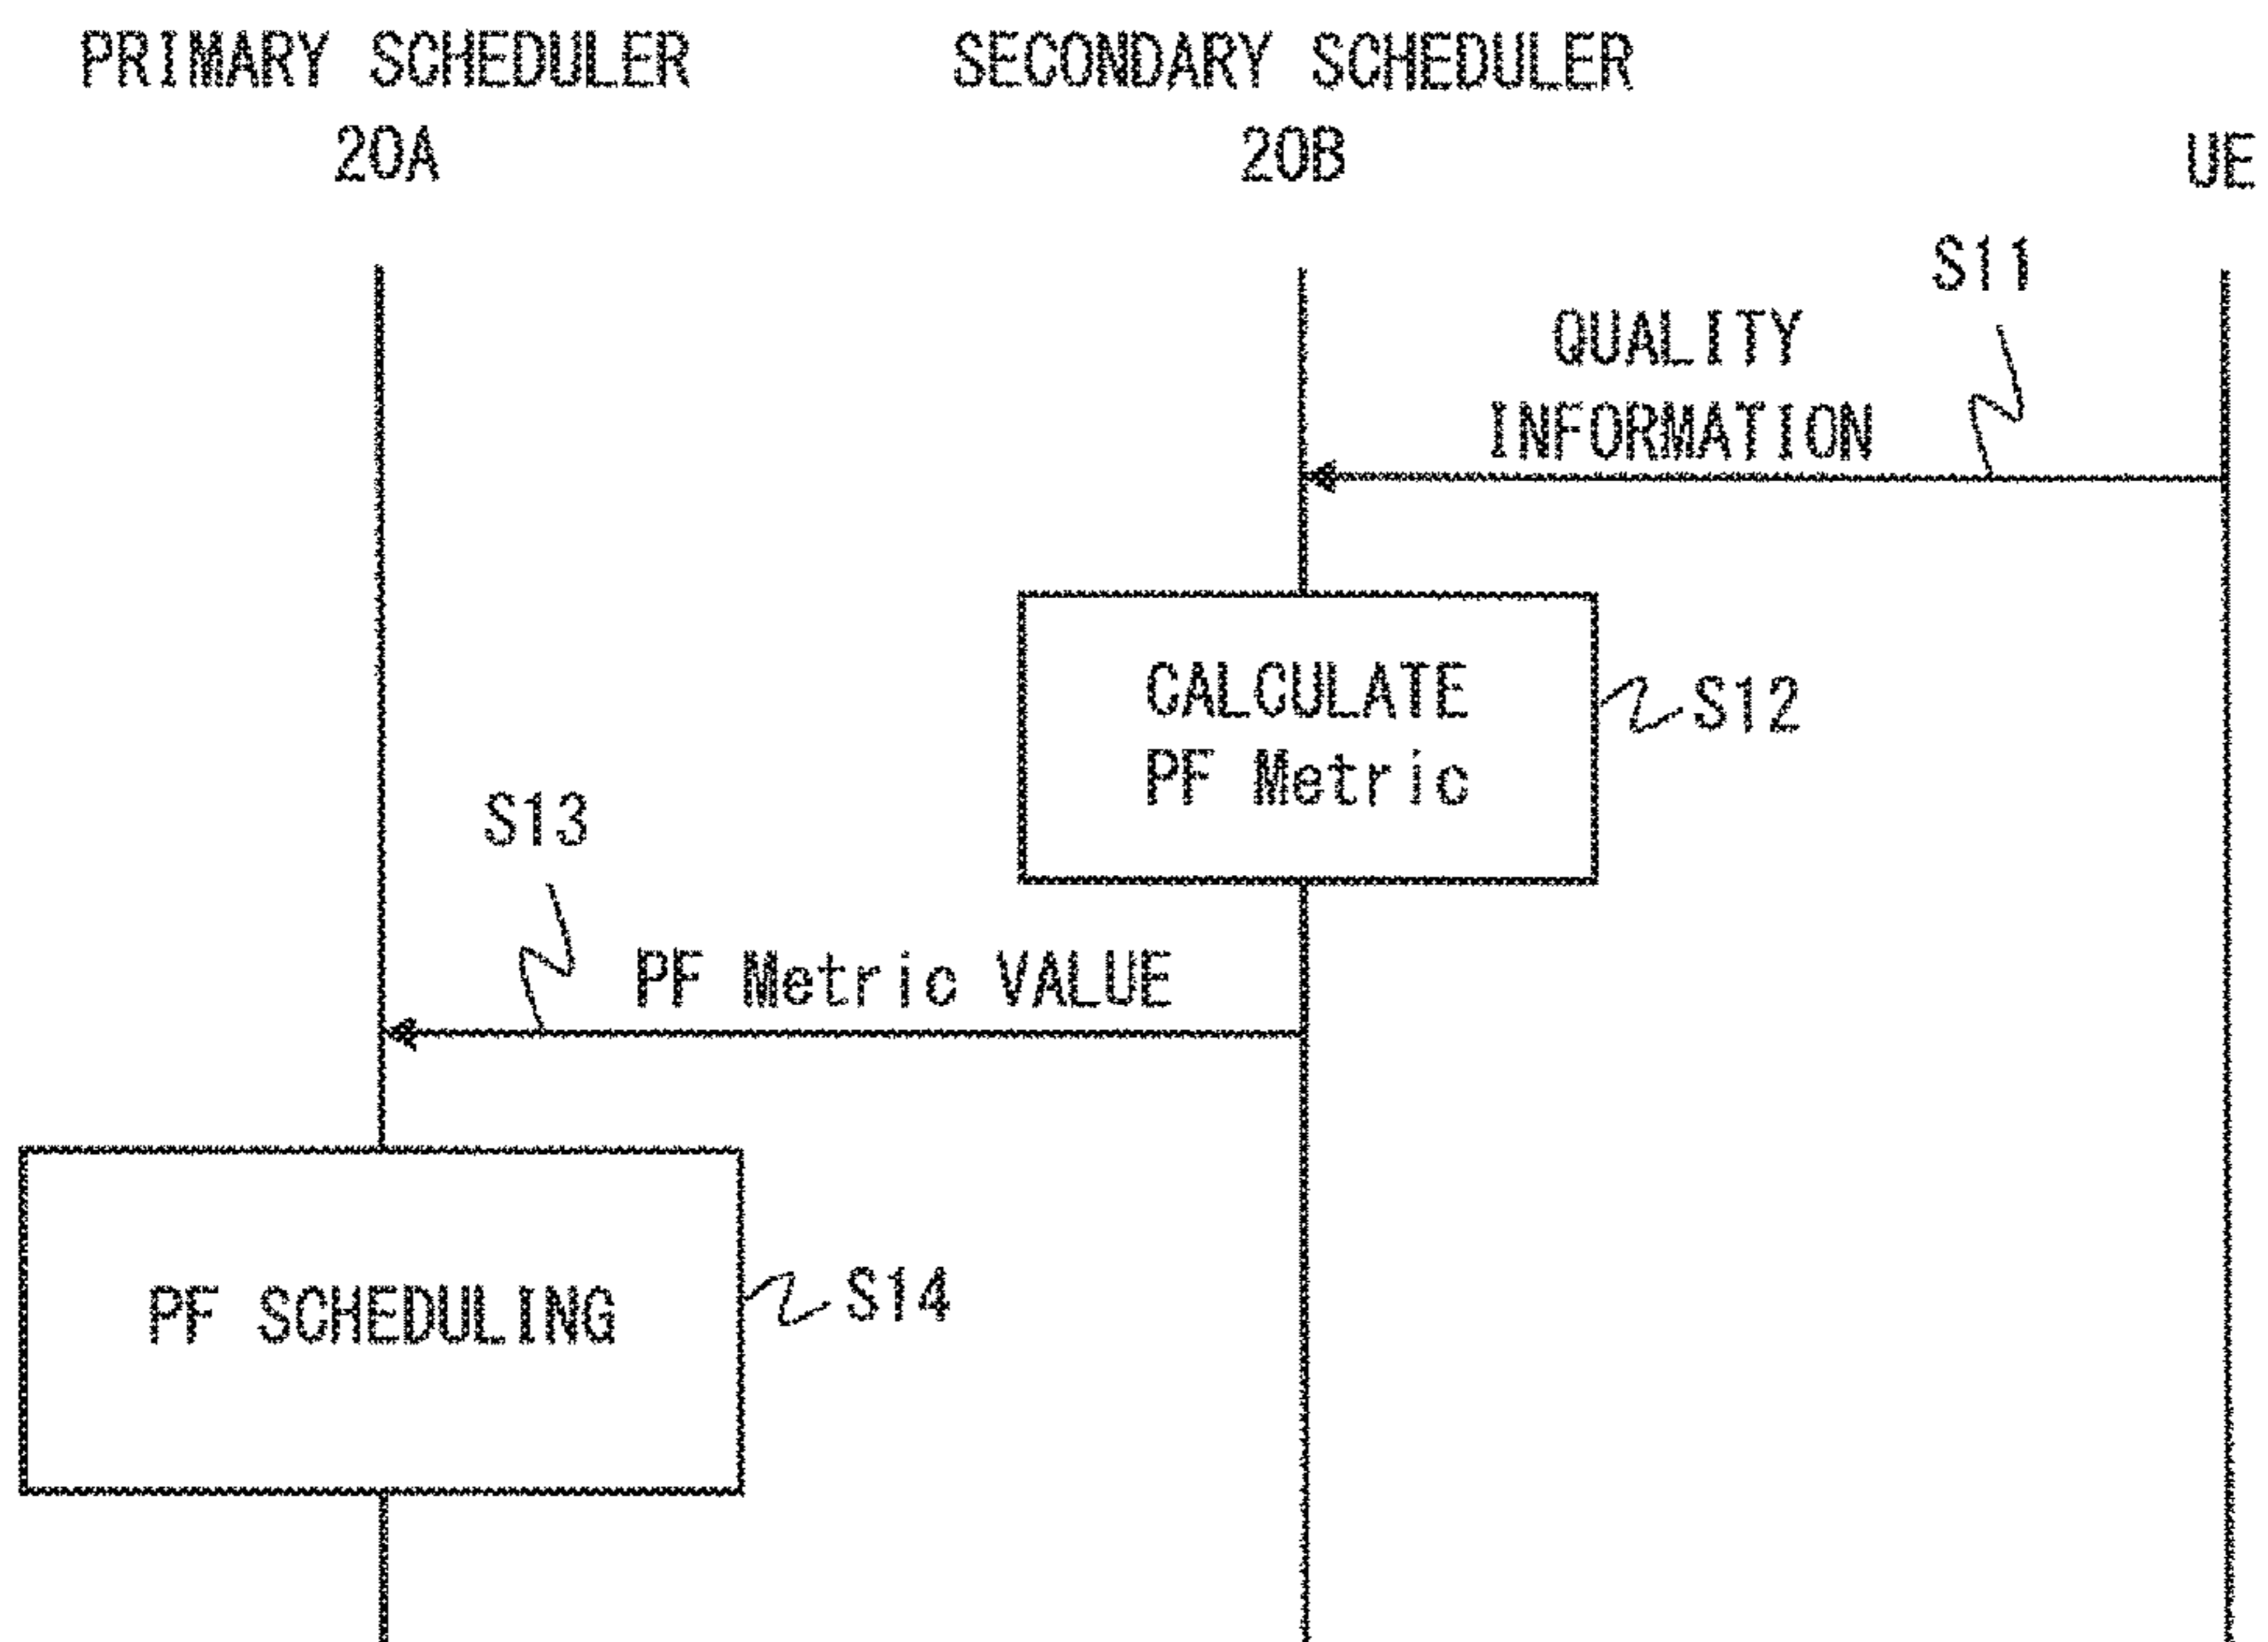 PRIMARY SCHEDULER
20A
SECONDARY SCHEDULER
20B
UE
S11
QUALITY
INFORMATION
CALCULATE
PF Metric
S12
S13
PF Metric VALUE
PF SCHEDULING
S14